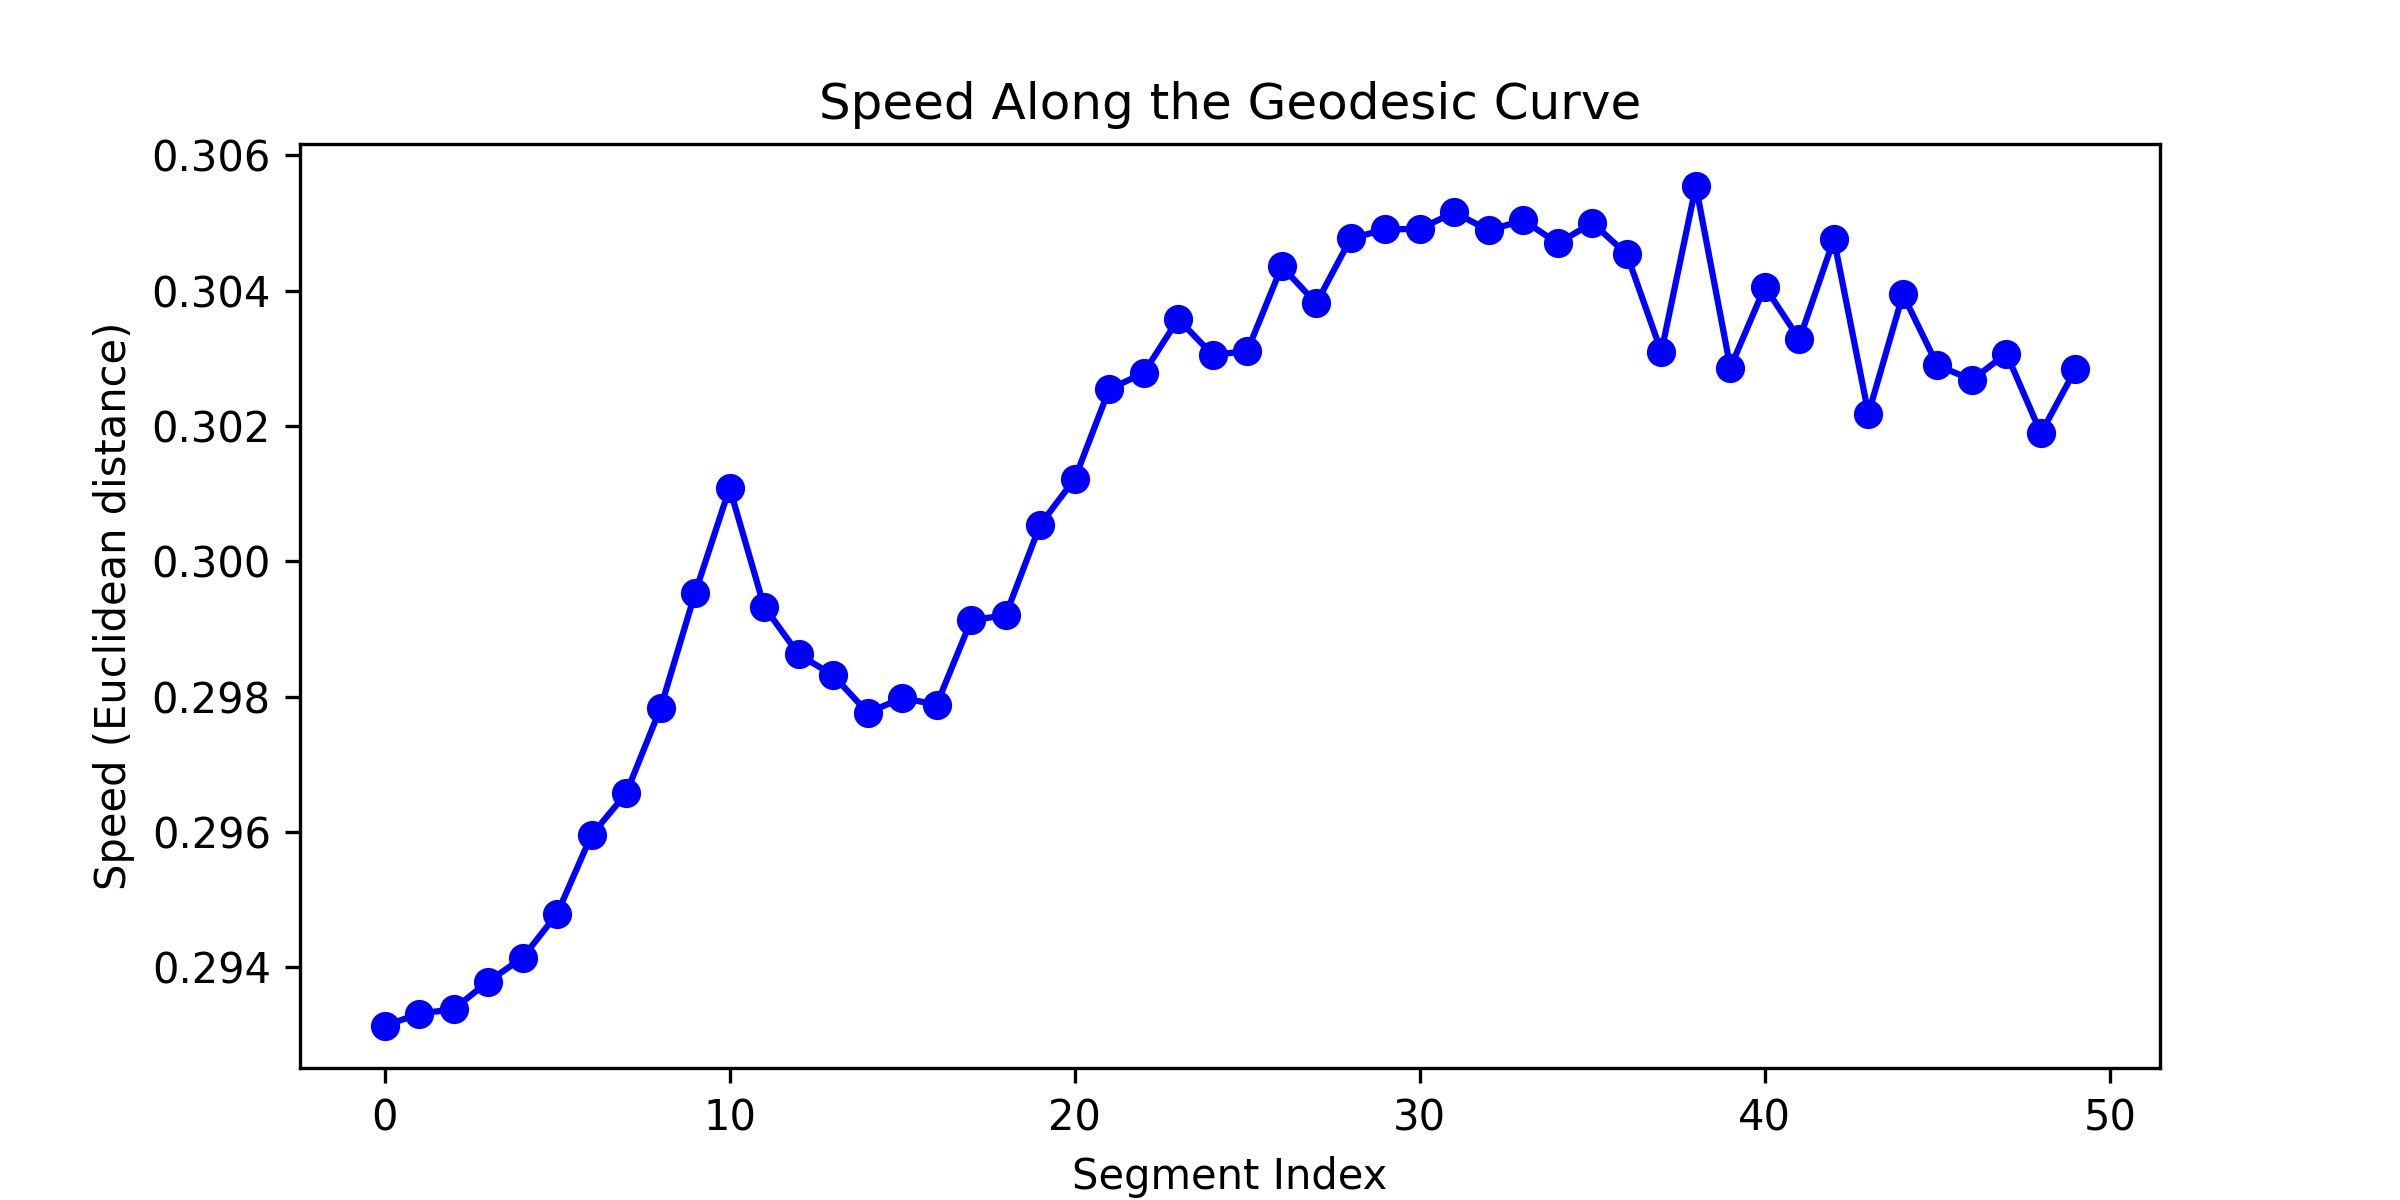 Speed Along the Geodesic Curve
0.306
0.304
0.302
0.300
0.298
0.296
0.294
Speed (Euclidean distance)
0 10 20 30 40 50
Segment Index